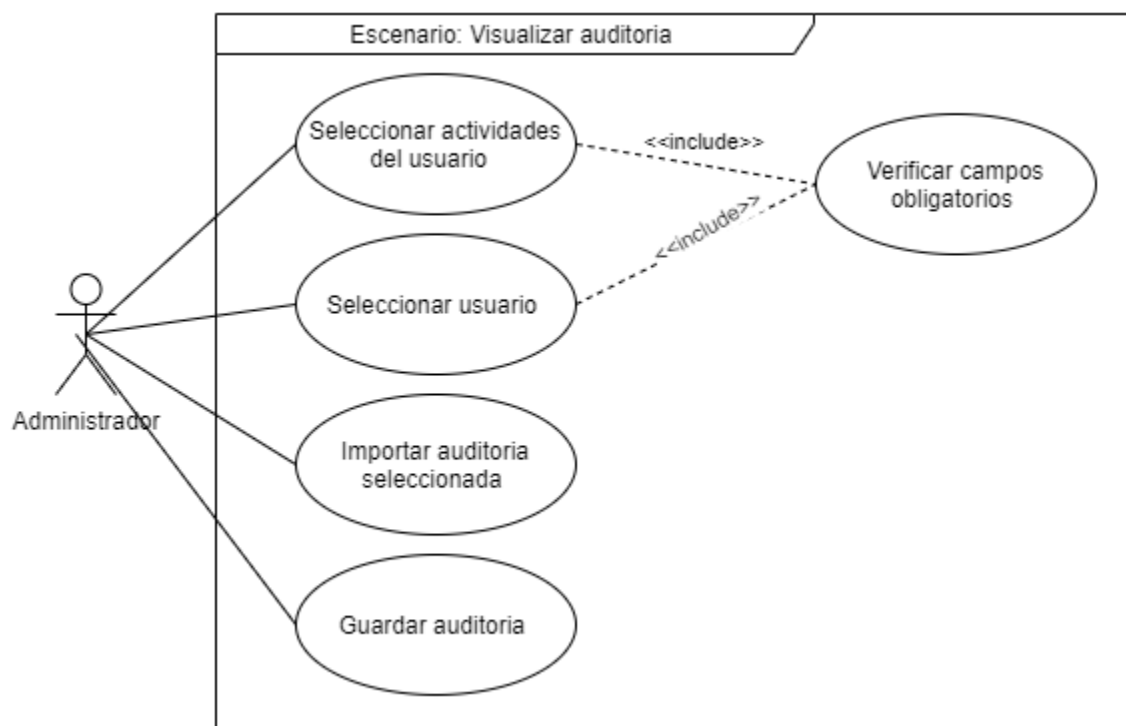 Escenario: Visualizar auditoria
Seleccionar actividades
del usuario
<<include>>
Verificar campos
obligatorios
<<include>>
Seleccionar usuario
Administrador
Importar auditoria
seleccionada
Guardar auditoria